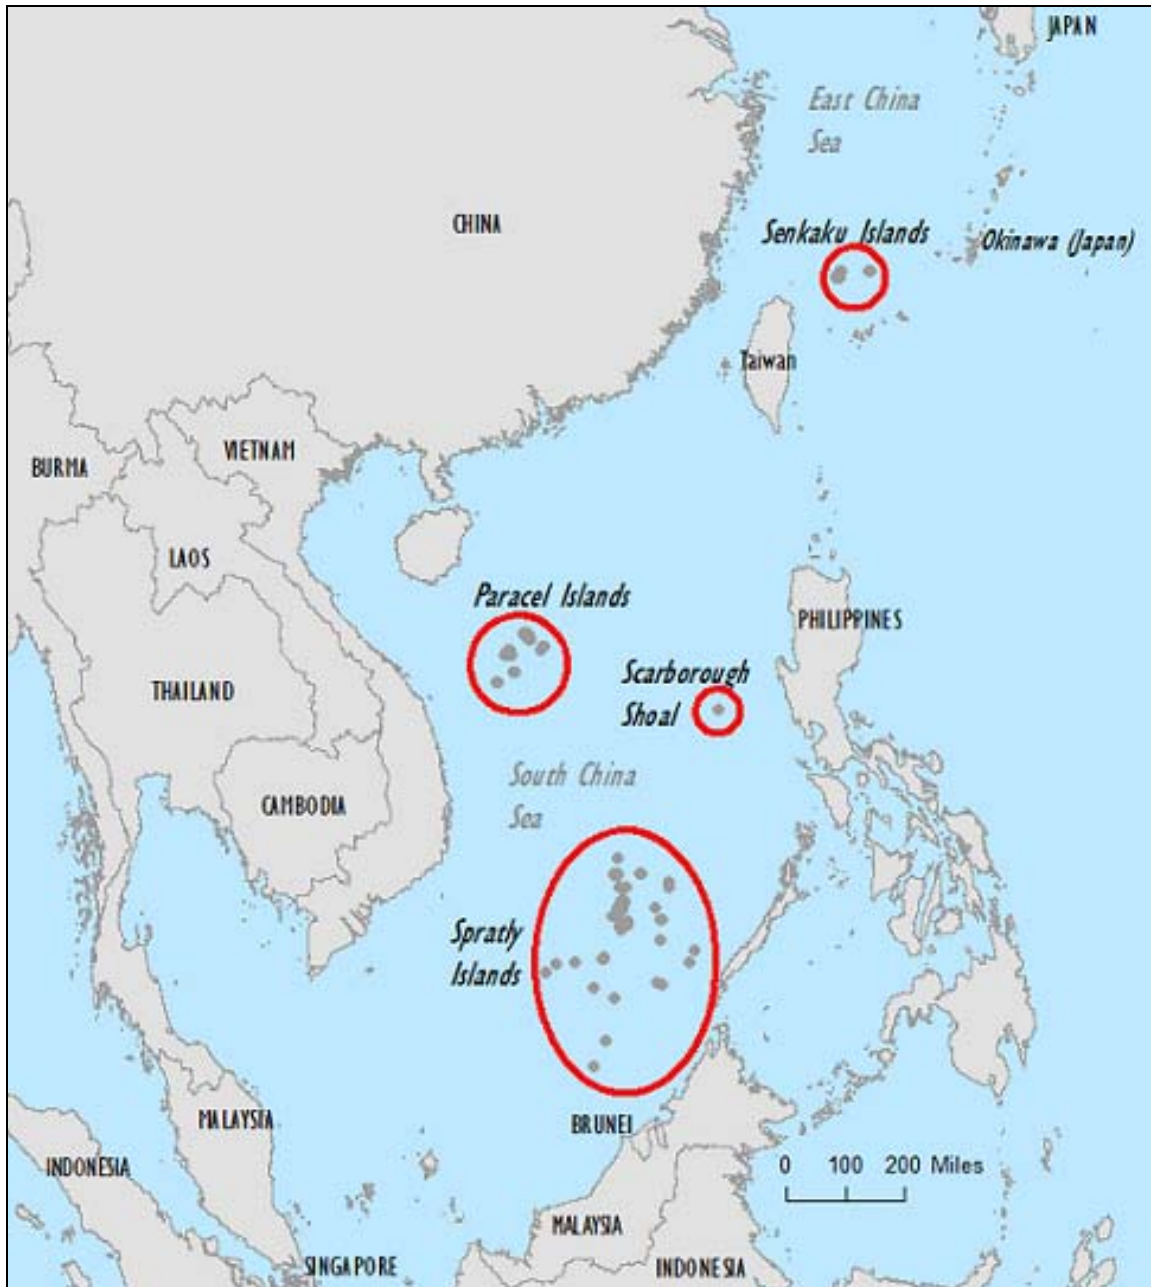 JAPAN
East China
Sea
CHINA
Senkaku Islands
Okinawa (Japan)
Taiwan
VIETNAM
BURMA
LAOS
Paracel Islands
PHILIPPINES
Scarborough
Shoal
THAILAND
South China
Sea
CAMBODIA
Spratly
Islands
MALAYSIA
BRUNEI
INDONESIA
0 100 200 Miles
MALAYSIA
SINGAPORE
INDONESIA